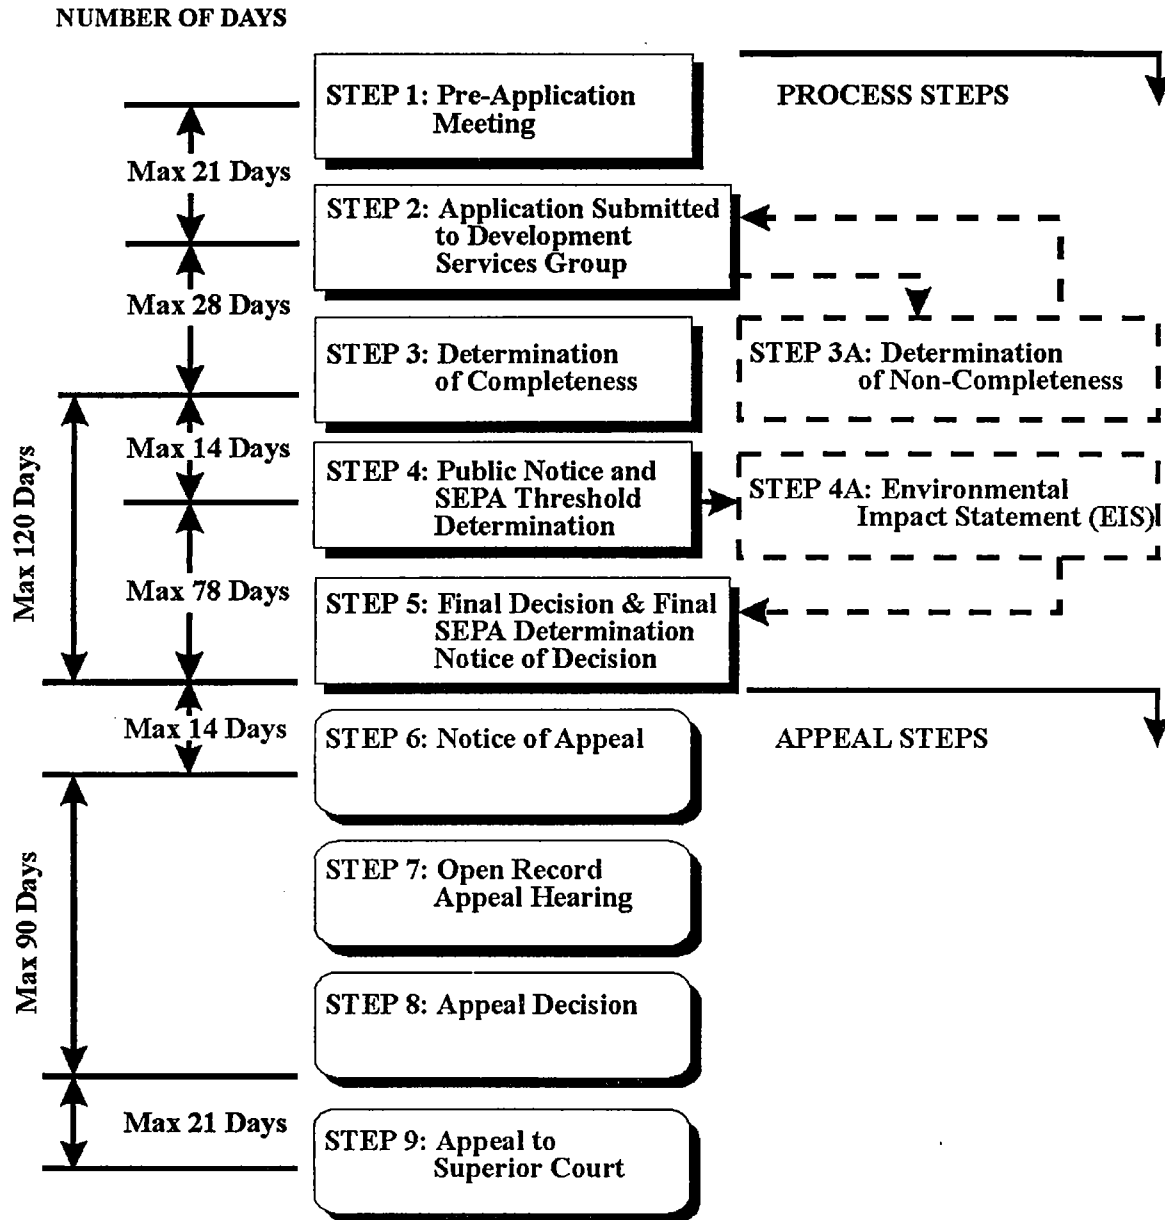 NUMBER OF DAYS
STEP 1: Pre-Application
Meeting
PROCESS STEPS
Max 21 Days
STEP 2: Application Submitted
to Development
Services Group
Max 28 Days
STEP 3: Determination
of Completeness
STEP 3A: Determination
of Non-Completeness
Max 120 Days
Max 14 Days
STEP 4: Public Notice and
SEPA Threshold
Determination
STEP 4A: Environmental
Impact Statement (EIS)
Max 78 Days
STEP 5: Final Decision & Final
SEPA Determination
Notice of Decision
Max 14 Days
STEP 6: Notice of Appeal
APPEAL STEPS
Max 90 Days
STEP 7: Open Record
Appeal Hearing
STEP 8: Appeal Decision
Max 21 Days
STEP 9: Appeal to
Superior Court